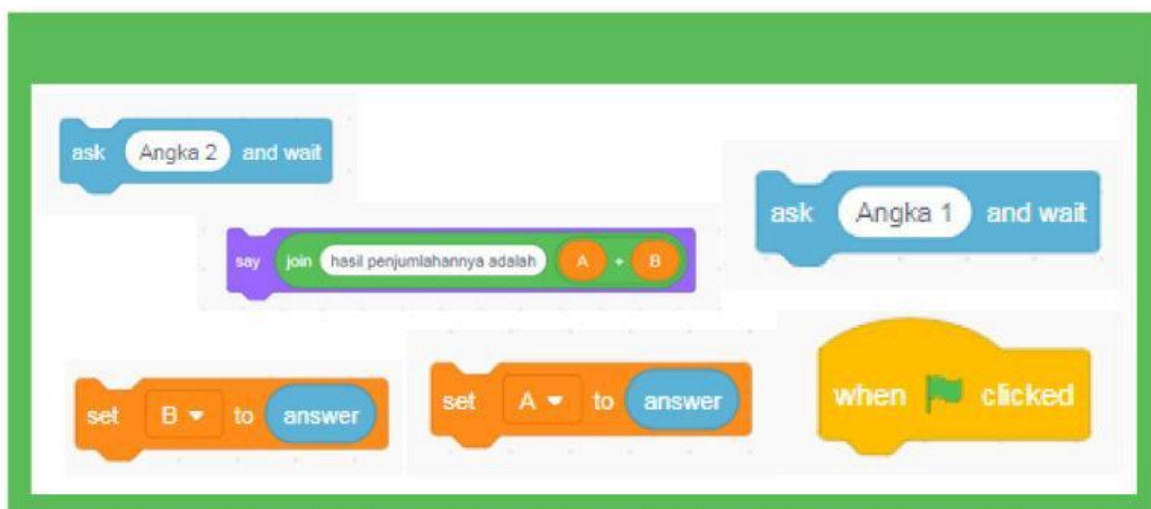 ask Angka 2 and wait
ask Angka 1 and wait
say join hasil penjumlahannya adalah A + B
set B to answer
set A to answer
when clicked